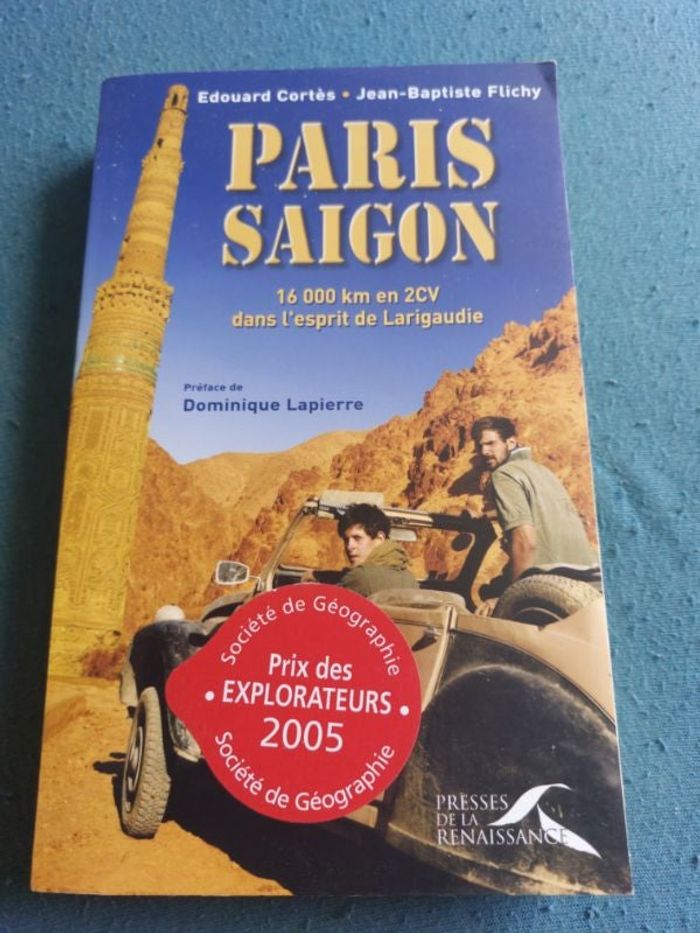 Edouard Cortès • Jean-Baptiste Flichy
PARIS
SAIGON
16 000 km en 2CV
dans l'esprit de Larigaudie
Préface de
Dominique Lapierre
Société de Géographie
Prix des
• EXPLORATEURS •
2005
Société de Géographie
PRESSES
DE LA
RENAISSANCE